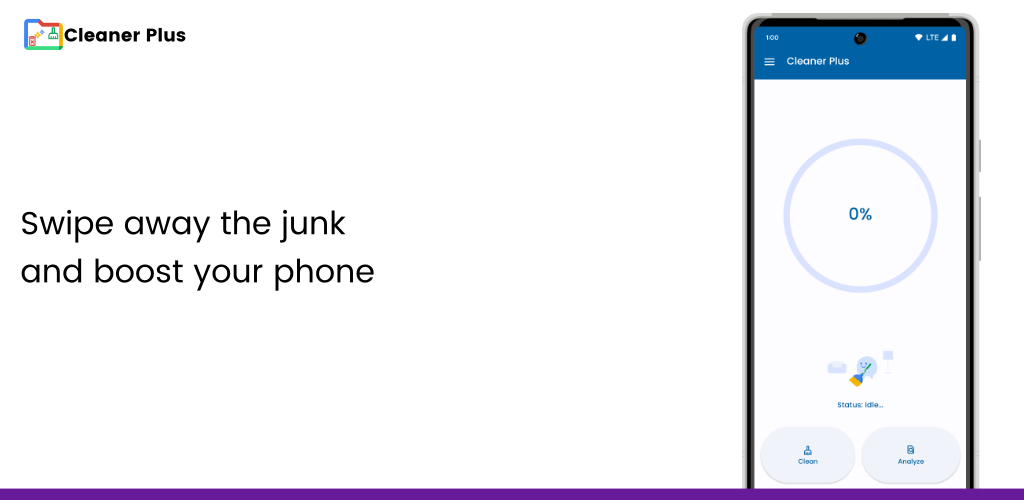 Cleaner Plus
Swipe away the junk
and boost your phone
1:00
LTE
Cleaner Plus
0%
Status: Idle...
Clean
Analyze